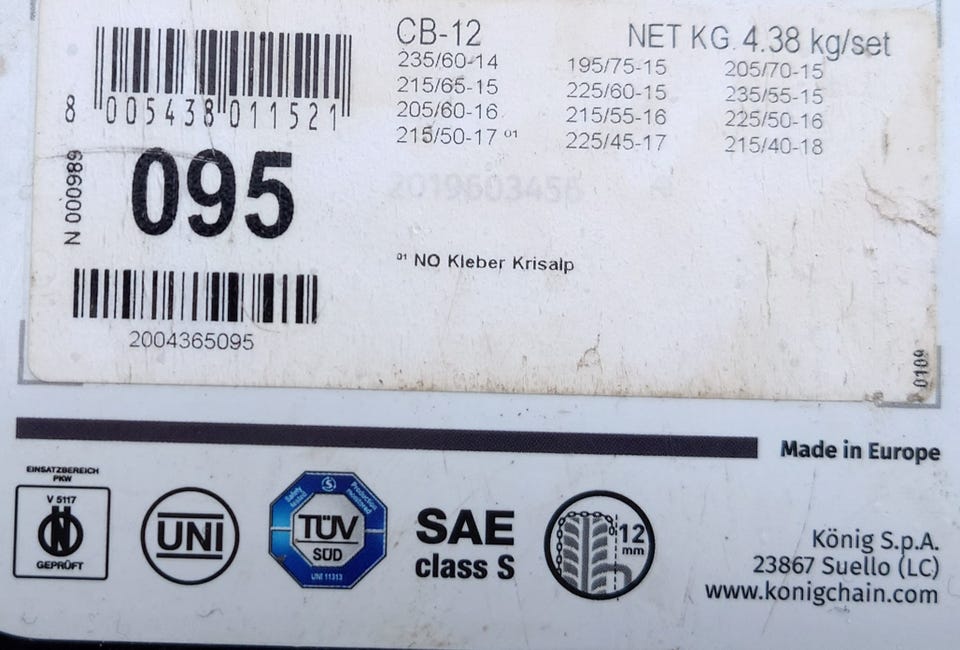 CB-12
NET KG. 4.38 kg/set
235/60-14
215/65-15
205/60-16
215/50-17 01
195/75-15
225/60-15
215/55-16
225/45-17
205/70-15
235/55-15
225/50-16
215/40-18
8 005438 011521
N 000989
095
2019603456
01 NO Kleber Krisalp
2004365095
0109
Made in Europe
EINSATZBEREICH
PKW
V 5117
N
GEPRÜFT
UNI
Safety tested
S
Production monitored
TÜV
SÜD
UNI 11313
SAE
class S
12
mm
König S.p.A.
23867 Suello (LC)
www.konigchain.com